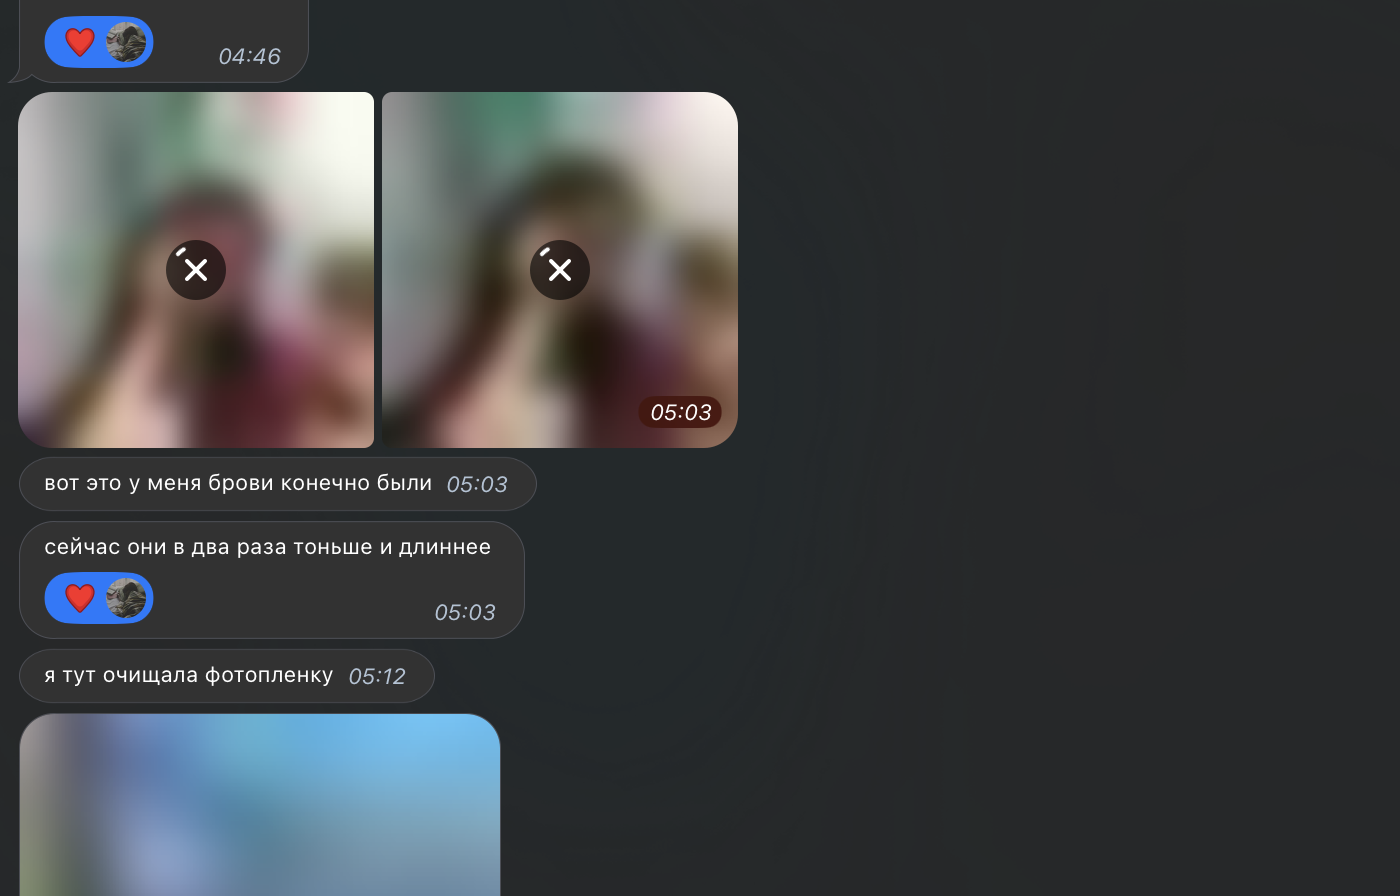 04:46
05:03
вот это у меня брови конечно были 05:03
сейчас они в два раза тоньше и длиннее
05:03
я тут очищала фотопленку 05:12